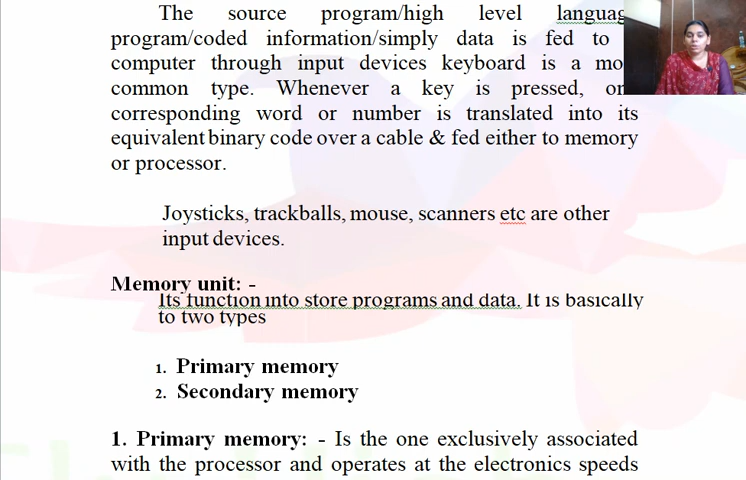 The source program/high level languag
program/coded information/simply data is fed to
computer through input devices keyboard is a mo
common type. Whenever a key is pressed, on
corresponding word or number is translated into its
equivalent binary code over a cable & fed either to memory
or processor.
Joysticks, trackballs, mouse, scanners etc are other
input devices.
Memory unit: -
Its function into store programs and data. It is basically
to two types
1. Primary memory
2. Secondary memory
1. Primary memory: - Is the one exclusively associated
with the processor and operates at the electronics speeds